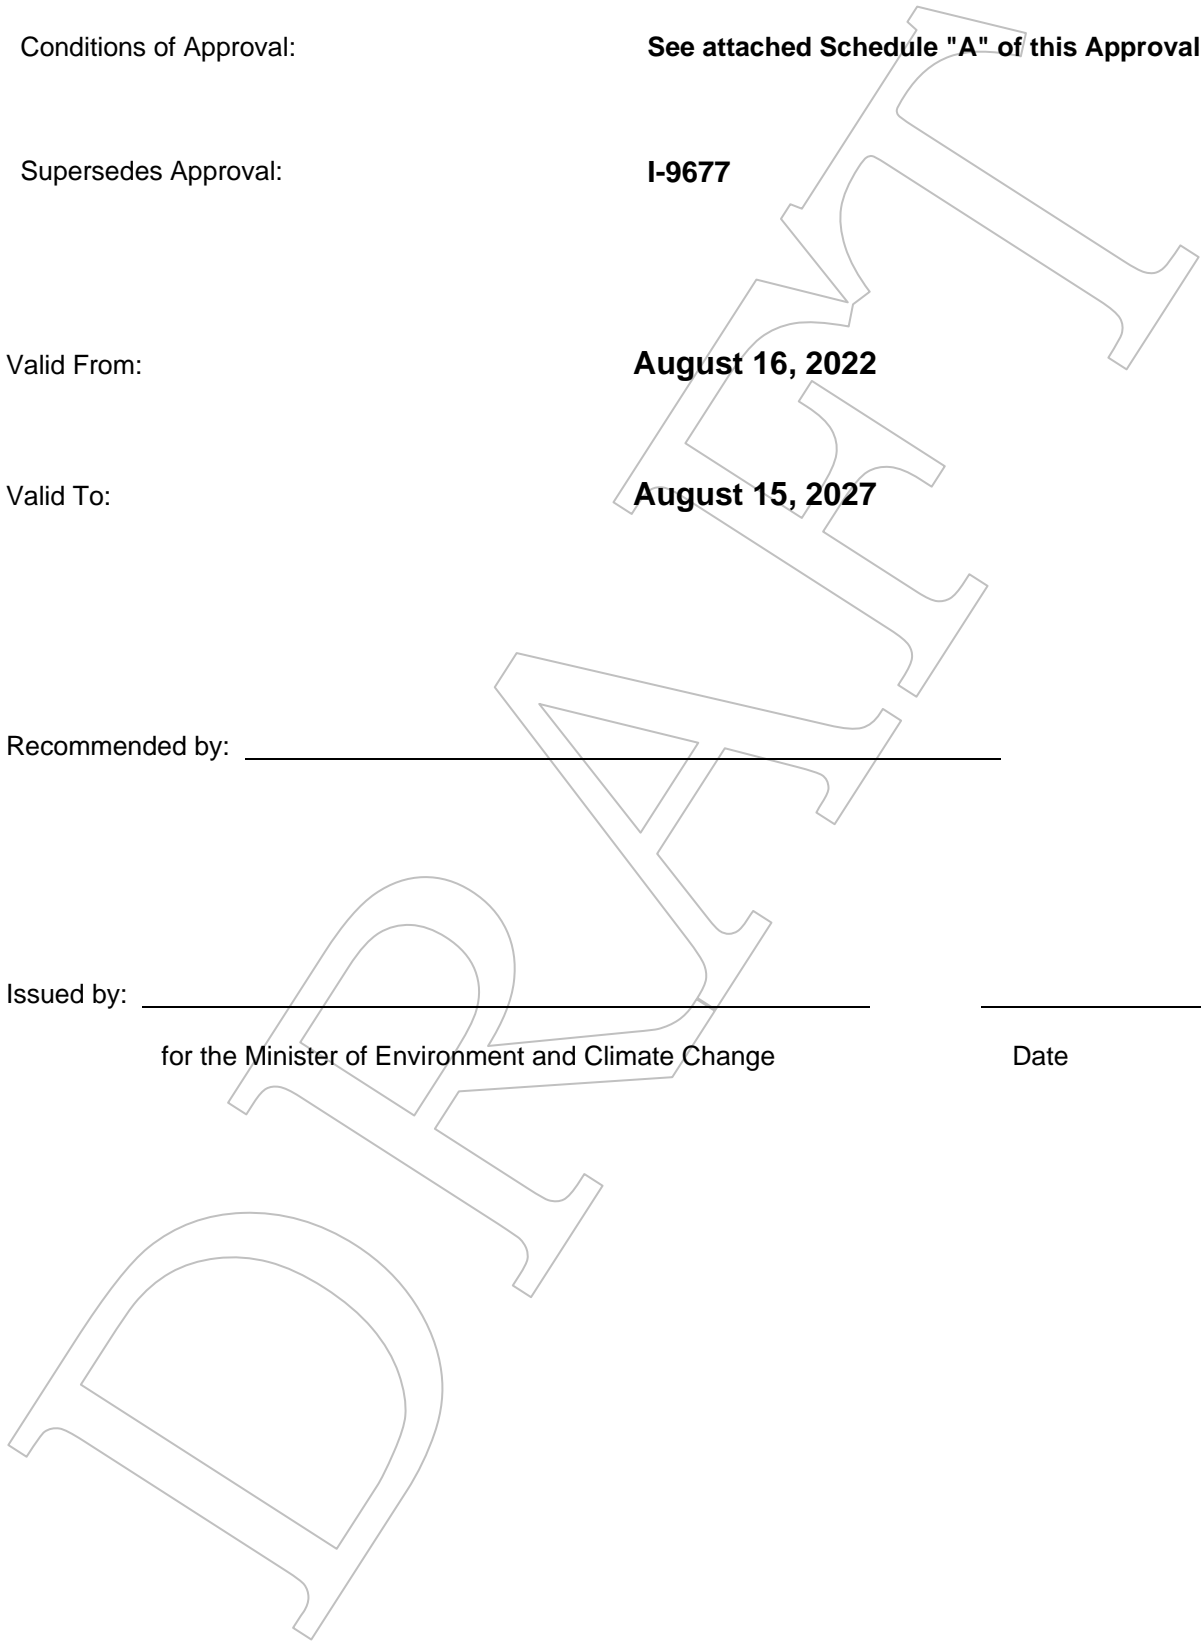 Conditions of Approval: See attached Schedule "A" of this Approval
Supersedes Approval: I-9677
Valid From: August 16, 2022
Valid To: August 15, 2027
Recommended by:
Issued by:
for the Minister of Environment and Climate Change Date
DRAFT